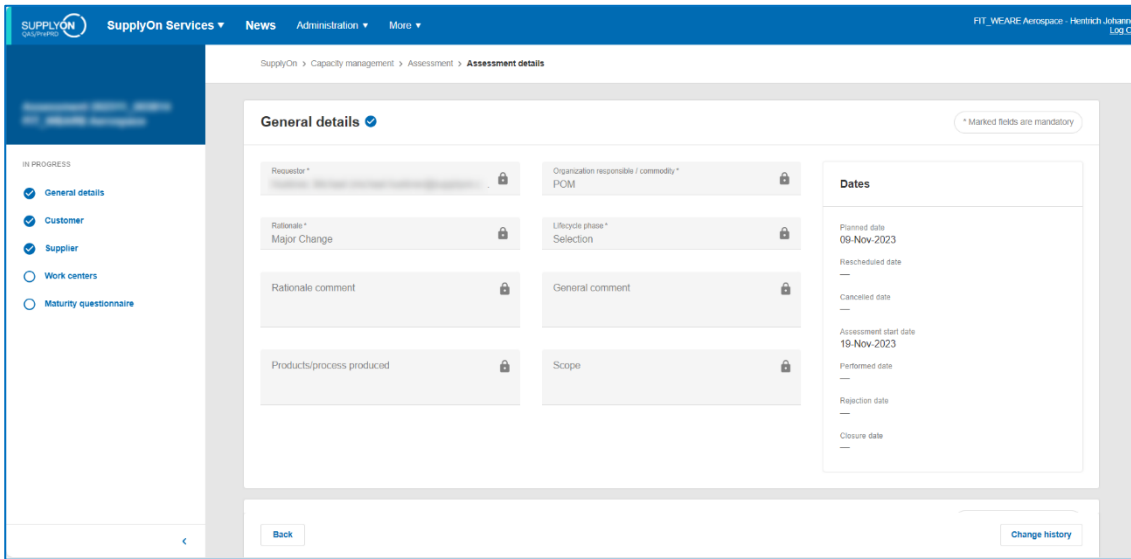 SUPPLYON
QAS/PrePRD
SupplyOn Services ▾ News Administration ▾ More ▾
FIT_WEARE Aerospace - Hentrich Johann
Log O
SupplyOn > Capacity management > Assessment > Assessment details
General details
* Marked fields are mandatory
IN PROGRESS
General details
Customer
Supplier
Work centers
Maturity questionnaire
Requestor *
Organization responsible / commodity *
POM
Rationale *
Major Change
Lifecycle phase *
Selection
Rationale comment
General comment
Products/process produced
Scope
Dates
Planned date
09-Nov-2023
Rescheduled date
—
Cancelled date
—
Assessment start date
19-Nov-2023
Performed date
—
Rejection date
—
Closure date
—
Back
Change history